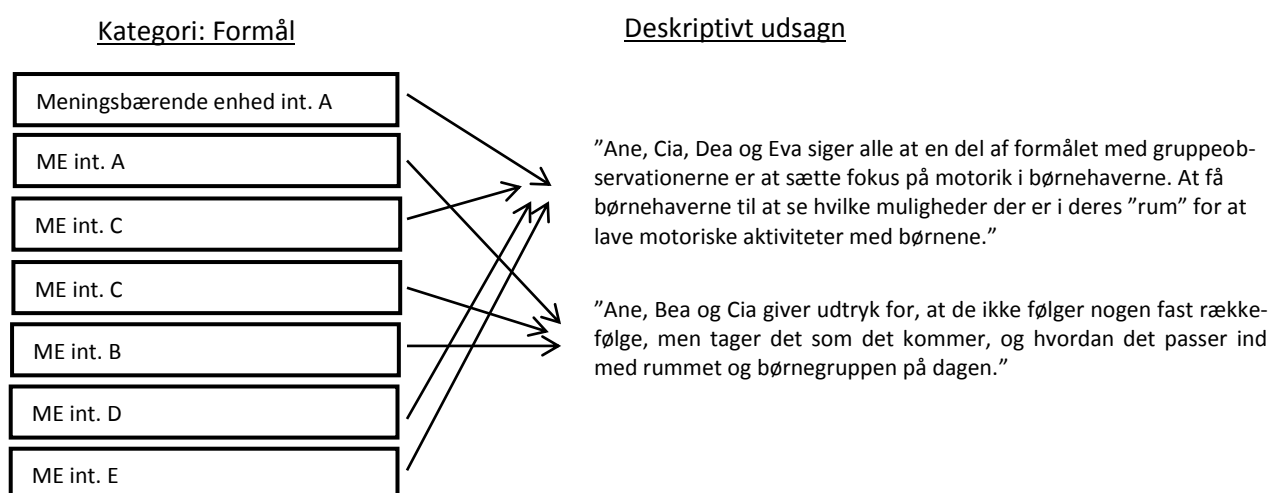 Kategori: Formål
Meningsbærende enhed int. A
ME int. A
ME int. C
ME int. C
ME int. B
ME int. D
ME int. E
Deskriptivt udsagn
”Ane, Cia, Dea og Eva siger alle at en del af formålet med gruppeob-
servationerne er at sætte fokus på motorik i børnehaverne. At få
børnehaverne til at se hvilke muligheder der er i deres ”rum” for at
lave motoriske aktiviteter med børnene.”
”Ane, Bea og Cia giver udtryk for, at de ikke følger nogen fast række-
følge, men tager det som det kommer, og hvordan det passer ind
med rummet og børnegruppen på dagen.”